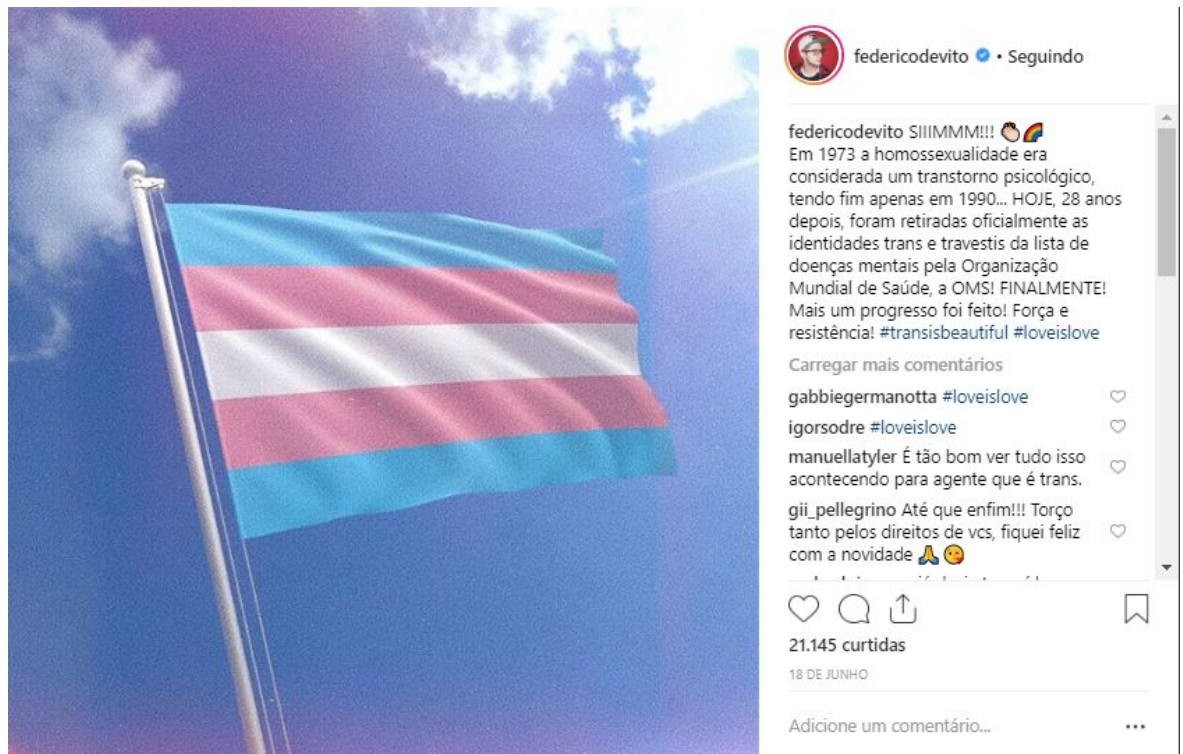 federicodevito • Seguindo
federicodevito SIIIMMM!!! 👏🏻🌈
Em 1973 a homossexualidade era
considerada um transtorno psicológico,
tendo fim apenas em 1990... HOJE, 28 anos
depois, foram retiradas oficialmente as
identidades trans e travestis da lista de
doenças mentais pela Organização
Mundial de Saúde, a OMS! FINALMENTE!
Mais um progresso foi feito! Força e
resistência! #transisbeautiful #loveislove
Carregar mais comentários
gabbiegermanotta #loveislove
igorsodre #loveislove
manuellatyler É tão bom ver tudo isso
acontecendo para agente que é trans.
gii_pellegrino Até que enfim!!! Torço
tanto pelos direitos de vcs, fiquei feliz
com a novidade 🙏😘
21.145 curtidas
18 DE JUNHO
Adicione um comentário...